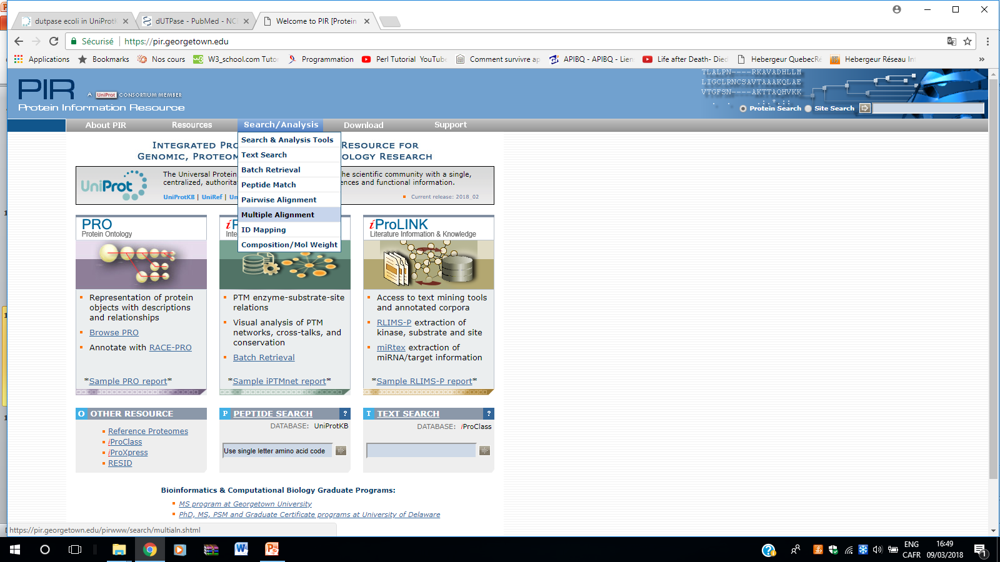 dutpase ecoli in UniProtK
dUTPase - PubMed - NC
Welcome to PIR [Protein
Sécurisé
https://pir.georgetown.edu
Applications
Bookmarks
Nos cours
W3_school.com Tuto
Programmation
Perl Tutorial YouTub
Comment survivre ap
APIBQ - APIBQ - Lien
Life after Death- Died
Hebergeur QuebecRe
Hebergeur Réseau In
»
TLALPN----RKAVADHLLM
LIGCLRNCSAVTAAAKQLAE
VTGFSN----AKTTAQHVKK
PIR
A UniProt CONSORTIUM MEMBER
Protein Information Resource
Protein Search
Site Search
About PIR
Resources
Search/Analysis
Download
Support
Search & Analysis Tools
Text Search
Batch Retrieval
Peptide Match
Pairwise Alignment
Multiple Alignment
ID Mapping
Composition/Mol Weight
INTEGRATED PRO RESOURCE FOR
GENOMIC, PROTEOM OLOGY RESEARCH
UniProt
The Universal Protein he scientific community with a single,
centralized, authoritat ences and functional information.
UniProtKB | UniRef | Un
Current release: 2018_02
PRO
Protein Ontology
Representation of protein
objects with descriptions
and relationships
Browse PRO
Annotate with RACE-PRO
*Sample PRO report*
iP
Inte
PTM enzyme-substrate-site
relations
Visual analysis of PTM
networks, cross-talks, and
conservation
Batch Retrieval
*Sample iPTMnet report*
iProLINK
Literature Information & Knowledge
Access to text mining tools
and annotated corpora
RLIMS-P extraction of
kinase, substrate and site
miRtex extraction of
miRNA/target information
*Sample RLIMS-P report*
O OTHER RESOURCE
Reference Proteomes
iProClass
iProXpress
RESID
P PEPTIDE SEARCH ?
DATABASE: UniProtKB
Use single letter amino acid code
T TEXT SEARCH ?
DATABASE: iProClass
Bioinformatics & Computational Biology Graduate Programs:
MS program at Georgetown University
PhD, MS, PSM and Graduate Certificate programs at University of Delaware
https://pir.georgetown.edu/pirwww/search/multialn.shtml
ENG
CAFR
16:49
09/03/2018
1